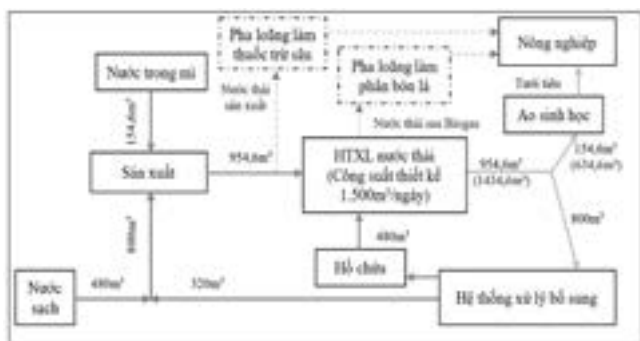 Pha loãng làm
thuốc trừ sâu
Nông nghiệp
Nước trong mì
Pha loãng làm
phân bón lá
Nước thải
sản xuất
Tưới tiêu
Ao sinh học
154,6m³
Nước thải sau Biogas
Sản xuất
954,6m³
HTXL nước thải
(Công suất thiết kế
1.500m³/ngày)
954,6m³
(1434,6m³)
154,6m³
(634,6m³)
800m³
480m³
800m³
Hồ chứa
Nước
sạch
480m³
320m³
Hệ thống xử lý bổ sung